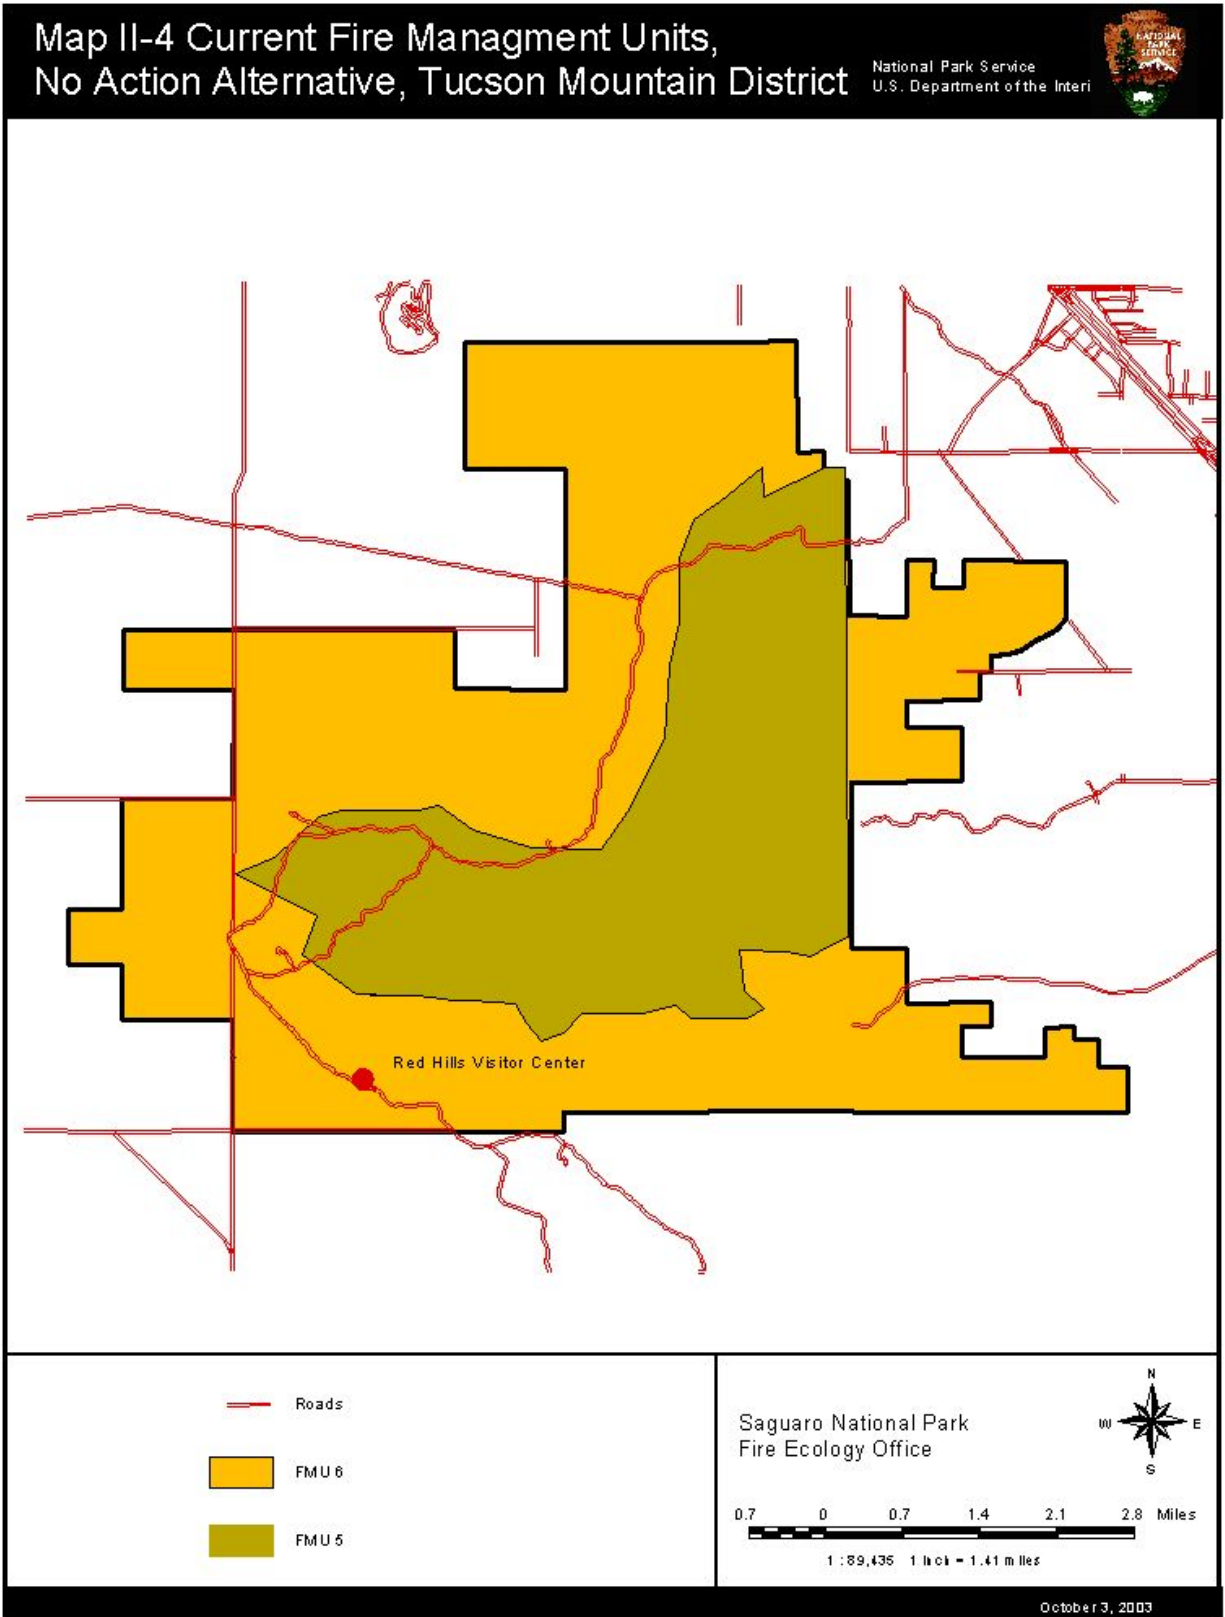 Map II-4 Current Fire Managment Units,
No Action Alternative, Tucson Mountain District
National Park Service
U.S. Department of the Interi
NATIONAL
PARK
SERVICE
Red Hills Visitor Center
Roads
FMU 6
FMU 5
Saguaro National Park
Fire Ecology Office
N
W E
S
0.7 0 0.7 1.4 2.1 2.8 Miles
1 : 89,435 1 Inch = 1.41 miles
October 3, 2003